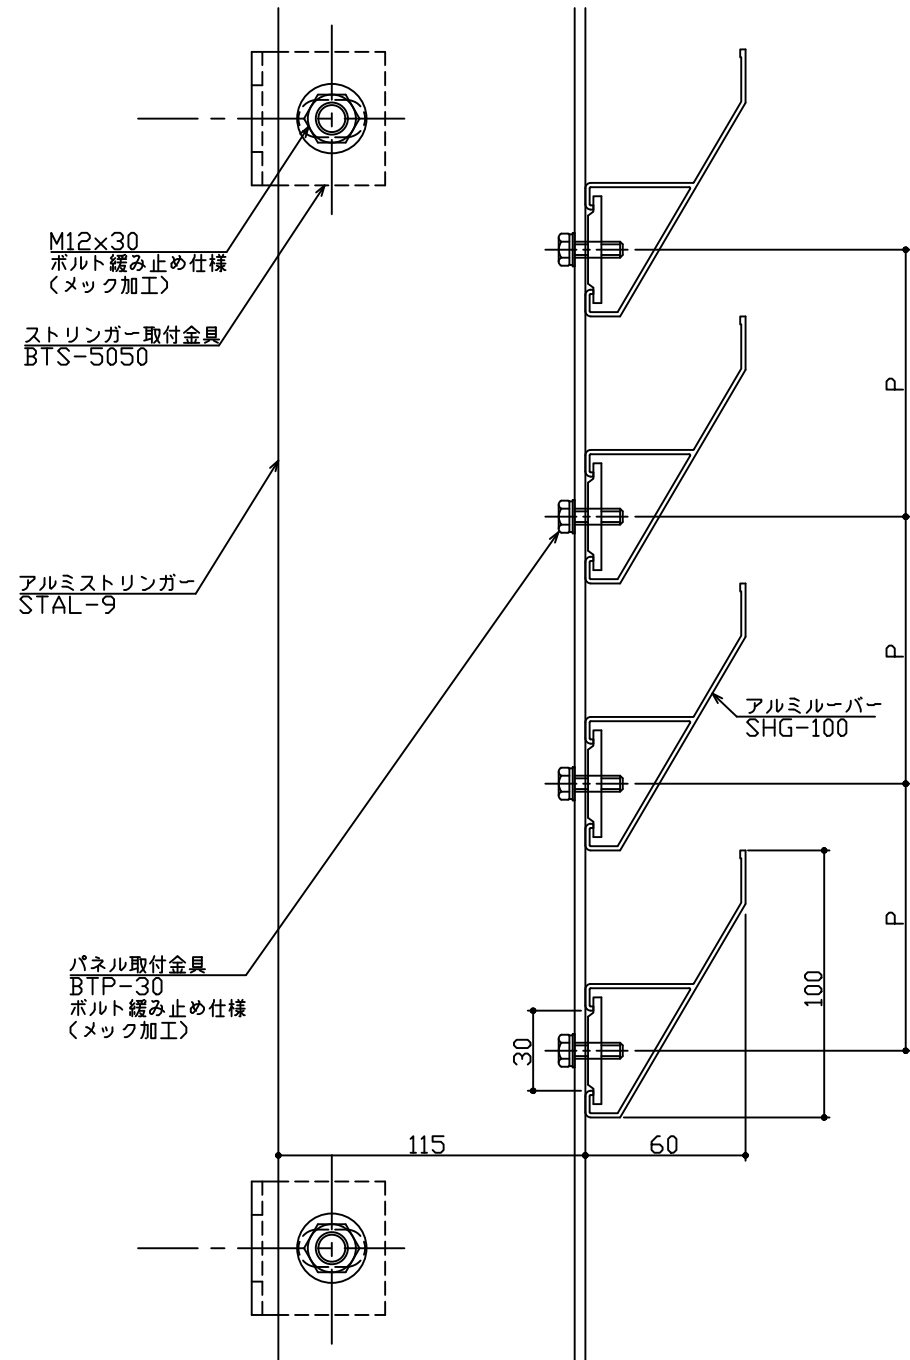 M12×30
ボルト緩み止め仕様
(メック加工)
ストリンガー取付金具
BTS-5050
P
アルミストリンガー
STAL-9
P
アルミルーバー
SHG-100
P
パネル取付金具
BTP-30
ボルト緩み止め仕様
(メック加工)
100
30
115
60